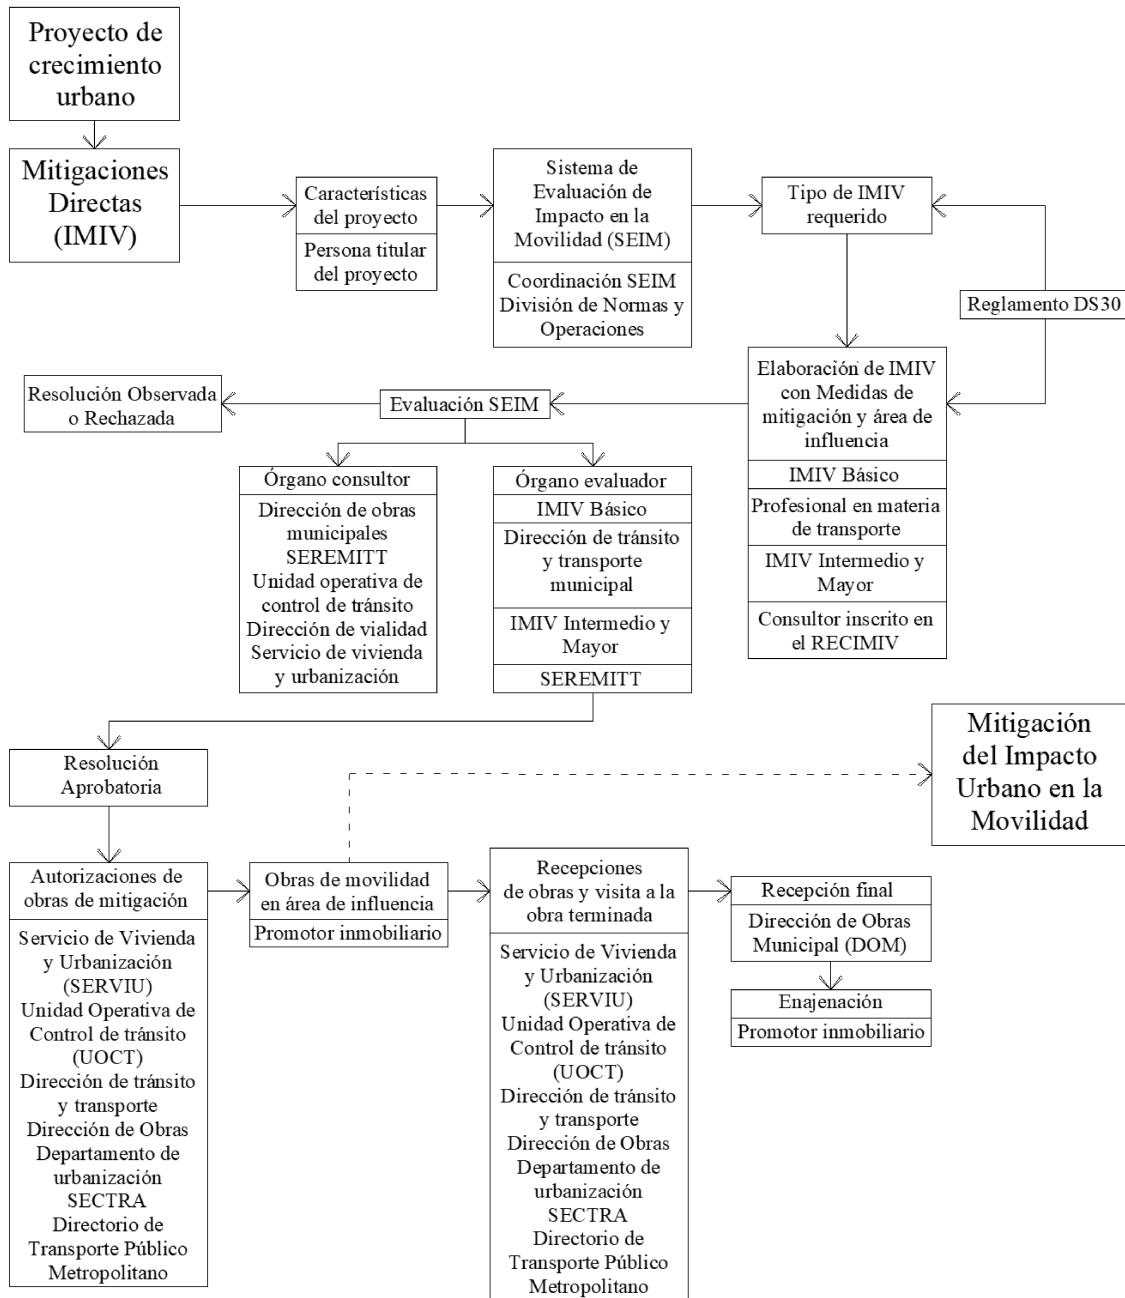 Proyecto de
crecimiento
urbano
Mitigaciones
Directas
(IMIV)
Características
del proyecto
Persona titular
del proyecto
Sistema de
Evaluación de
Impacto en la
Movilidad (SEIM)
Coordinación SEIM
División de Normas y
Operaciones
Tipo de IMIV
requerido
Reglamento DS30
Elaboración de IMIV
con Medidas de
mitigación y área de
influencia
IMIV Básico
Profesional en materia
de transporte
IMIV Intermedio y
Mayor
Consultor inscrito en
el RECIMIV
Evaluación SEIM
Resolución Observada
o Rechazada
Órgano consultor
Dirección de obras
municipales
SEREMITT
Unidad operativa de
control de tránsito
Dirección de vialidad
Servicio de vivienda
y urbanización
Órgano evaluador
IMIV Básico
Dirección de tránsito
y transporte
municipal
IMIV Intermedio y
Mayor
SEREMITT
Resolución
Aprobatoria
Mitigación
del Impacto
Urbano en la
Movilidad
Autorizaciones de
obras de mitigación
Servicio de Vivienda
y Urbanización
(SERVIU)
Unidad Operativa de
Control de tránsito
(UOCT)
Dirección de tránsito
y transporte
Dirección de Obras
Departamento de
urbanización
SECTRA
Directorio de
Transporte Público
Metropolitano
Obras de movilidad
en área de influencia
Promotor inmobiliario
Recepciones
de obras y visita a la
obra terminada
Servicio de Vivienda
y Urbanización
(SERVIU)
Unidad Operativa de
Control de tránsito
(UOCT)
Dirección de tránsito
y transporte
Dirección de Obras
Departamento de
urbanización
SECTRA
Directorio de
Transporte Público
Metropolitano
Recepción final
Dirección de Obras
Municipal (DOM)
Enajenación
Promotor inmobiliario